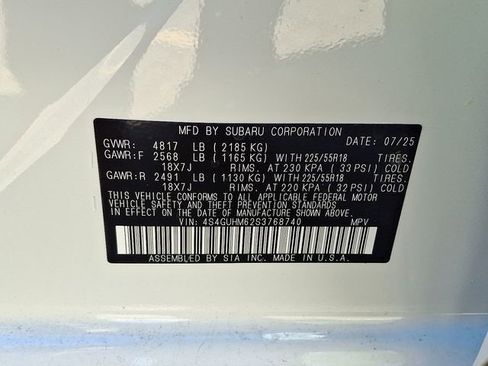 MFD BY SUBARU CORPORATION
GVWR: 4817 LB ( 2185 KG) DATE: 07/25
GAWR:F 2568 LB ( 1165 KG) WITH 225/55R18 TIRES.
18X7J RIMS. AT 230 KPA ( 33 PSI) COLD
GAWR:R 2491 LB ( 1130 KG) WITH 225/55R18 TIRES.
18X7J RIMS. AT 220 KPA ( 32 PSI) COLD
THIS VEHICLE CONFORMS TO ALL APPLICABLE FEDERAL MOTOR
VEHICLE SAFETY AND THEFT PREVENTION STANDARDS IN EFFECT
ON THE DATE OF MANUFACTURE SHOWN ABOVE.
VIN: 4S4GUHM62S3768740 MPV
ASSEMBLED BY SIA INC. MADE IN U.S.A.